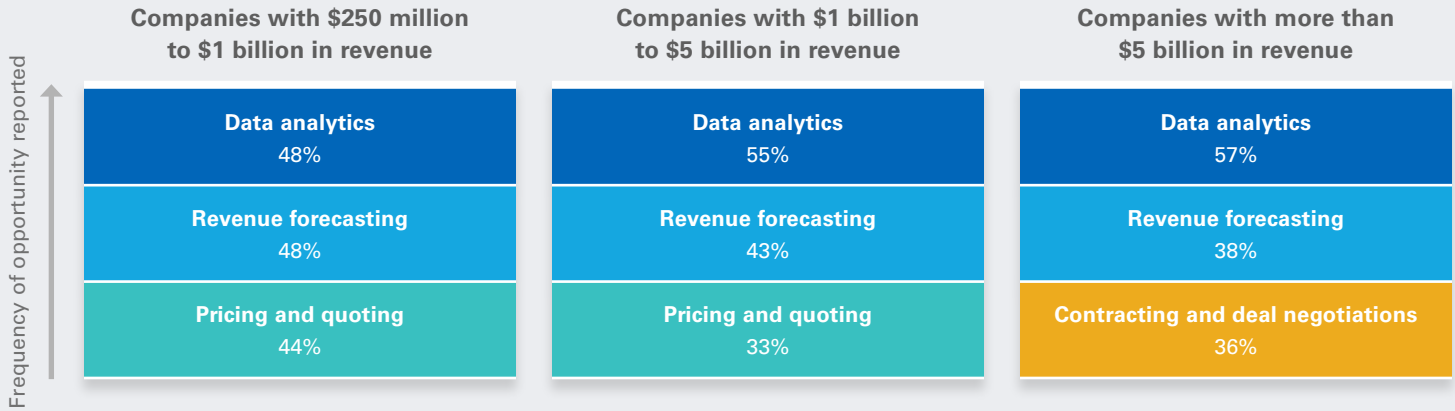 Frequency of opportunity reported
Companies with $250 million
to $1 billion in revenue
Data analytics
48%
Revenue forecasting
48%
Pricing and quoting
44%
Companies with $1 billion
to $5 billion in revenue
Data analytics
55%
Revenue forecasting
43%
Pricing and quoting
33%
Companies with more than
$5 billion in revenue
Data analytics
57%
Revenue forecasting
38%
Contracting and deal negotiations
36%